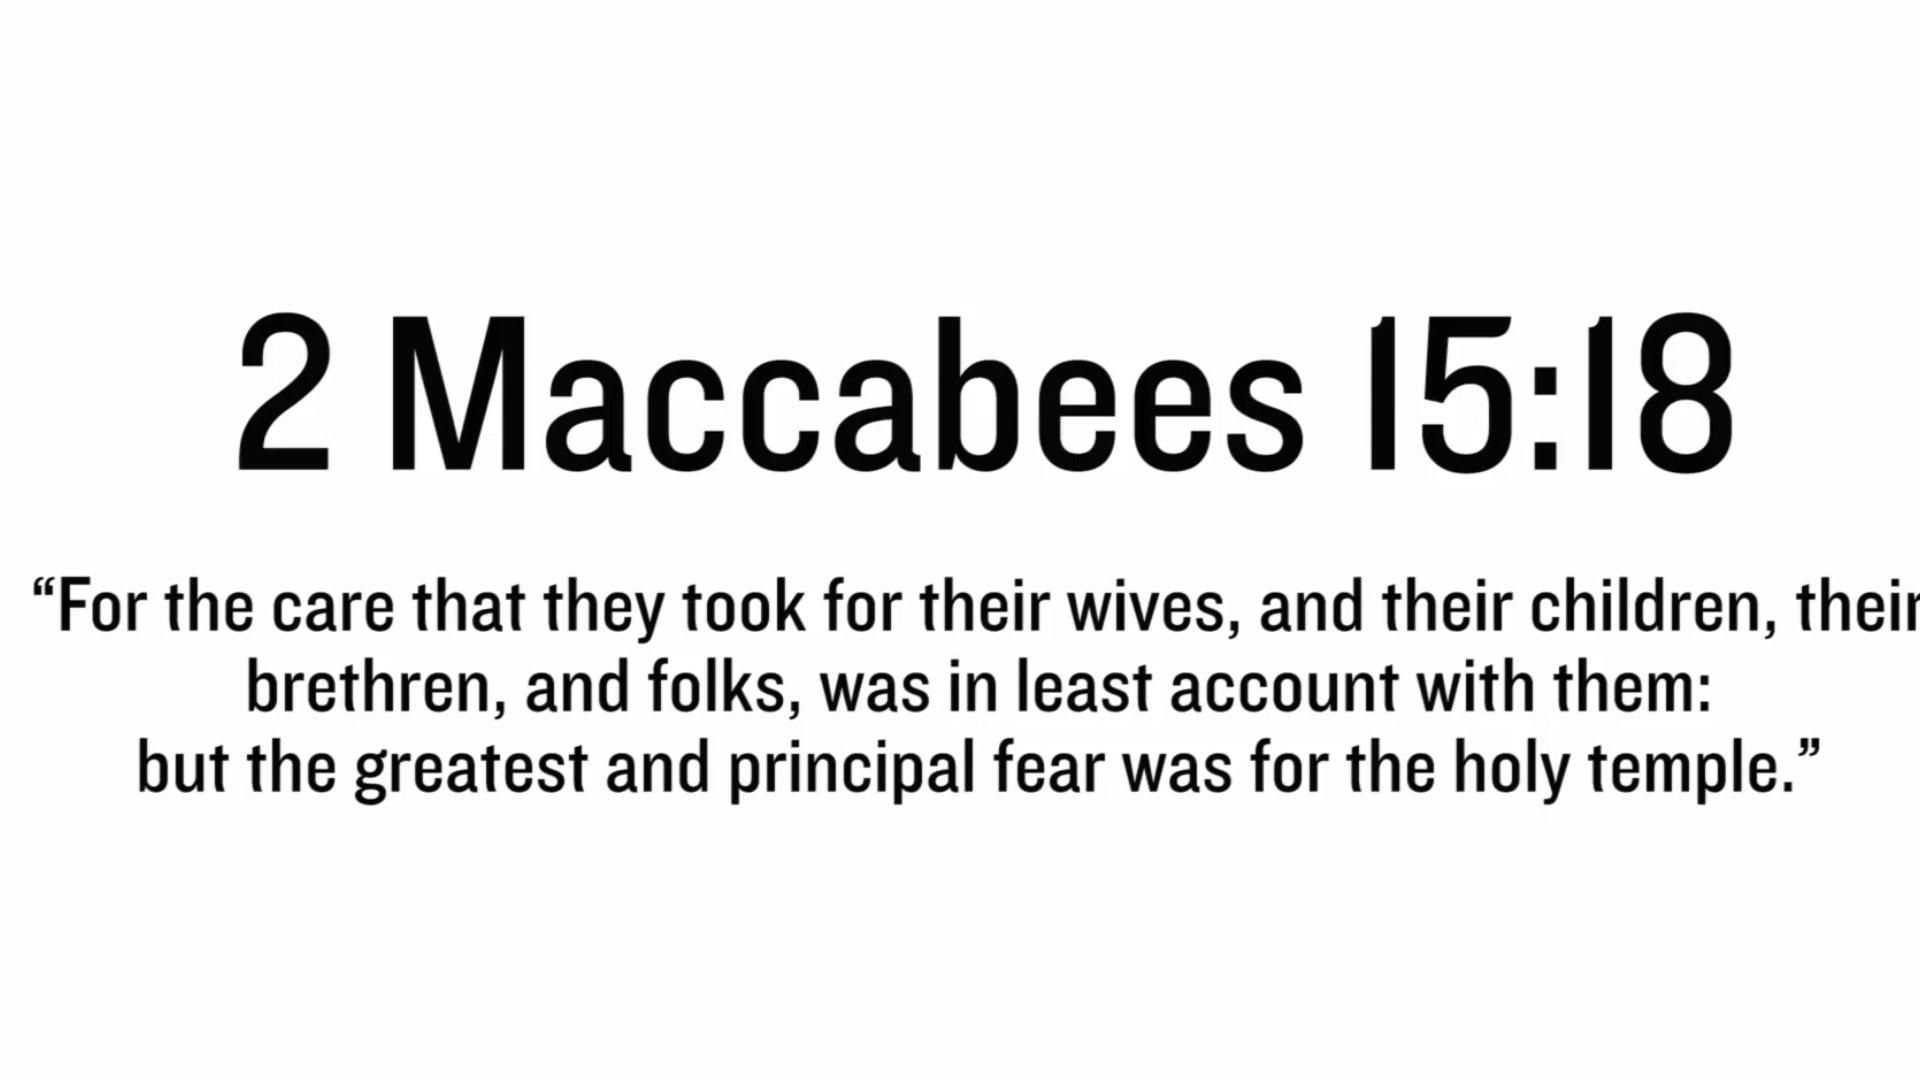 2 Maccabees 15:18
“For the care that they took for their wives, and their children, their
brethren, and folks, was in least account with them:
but the greatest and principal fear was for the holy temple.”